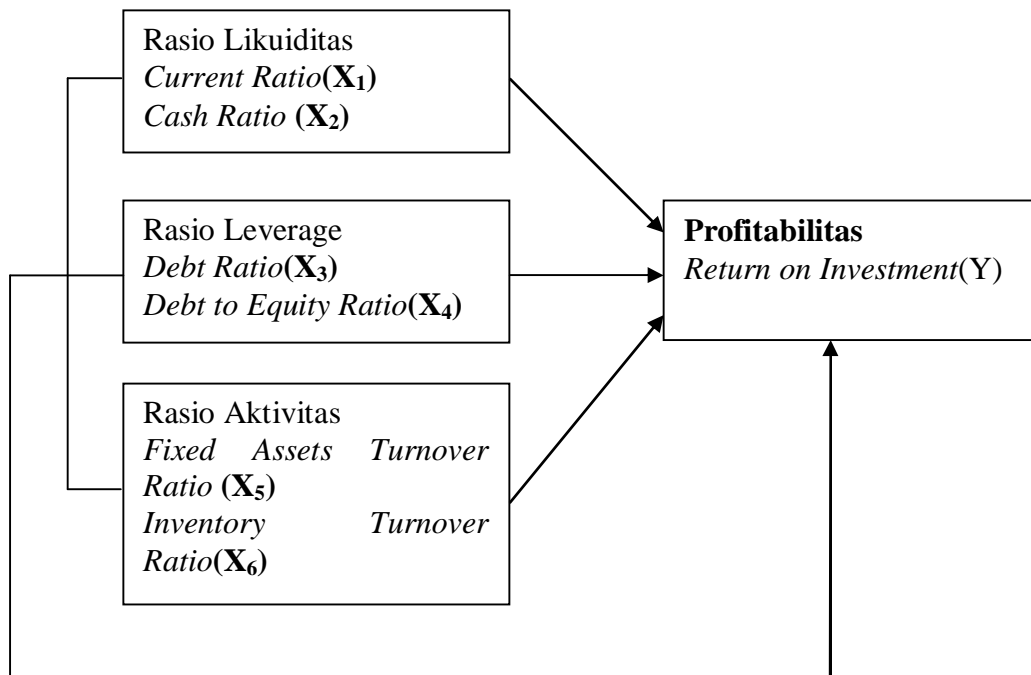 Rasio Likuiditas
Current Ratio(X₁)
Cash Ratio (X₂)
Rasio Leverage
Debt Ratio(X₃)
Debt to Equity Ratio(X₄)
Rasio Aktivitas
Fixed Assets Turnover
Ratio (X₅)
Inventory Turnover
Ratio(X₆)
Profitabilitas
Return on Investment(Y)